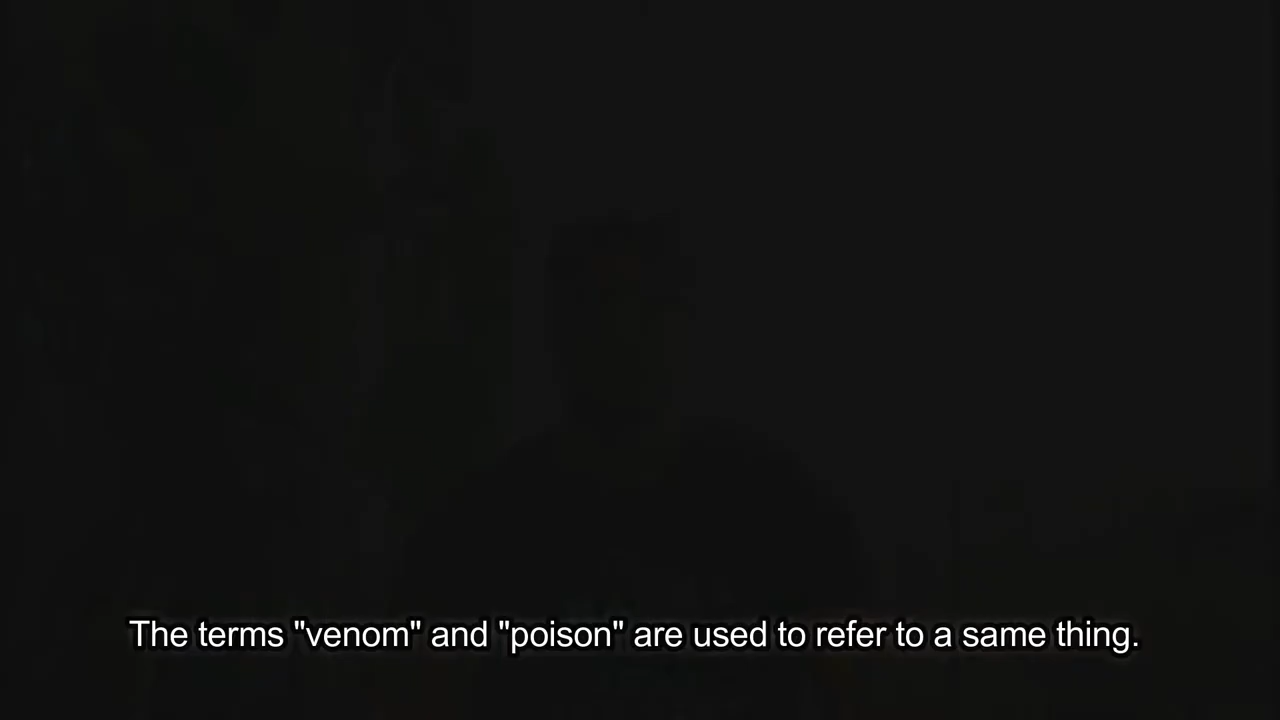 The terms "venom" and "poison" are used to refer to a same thing.